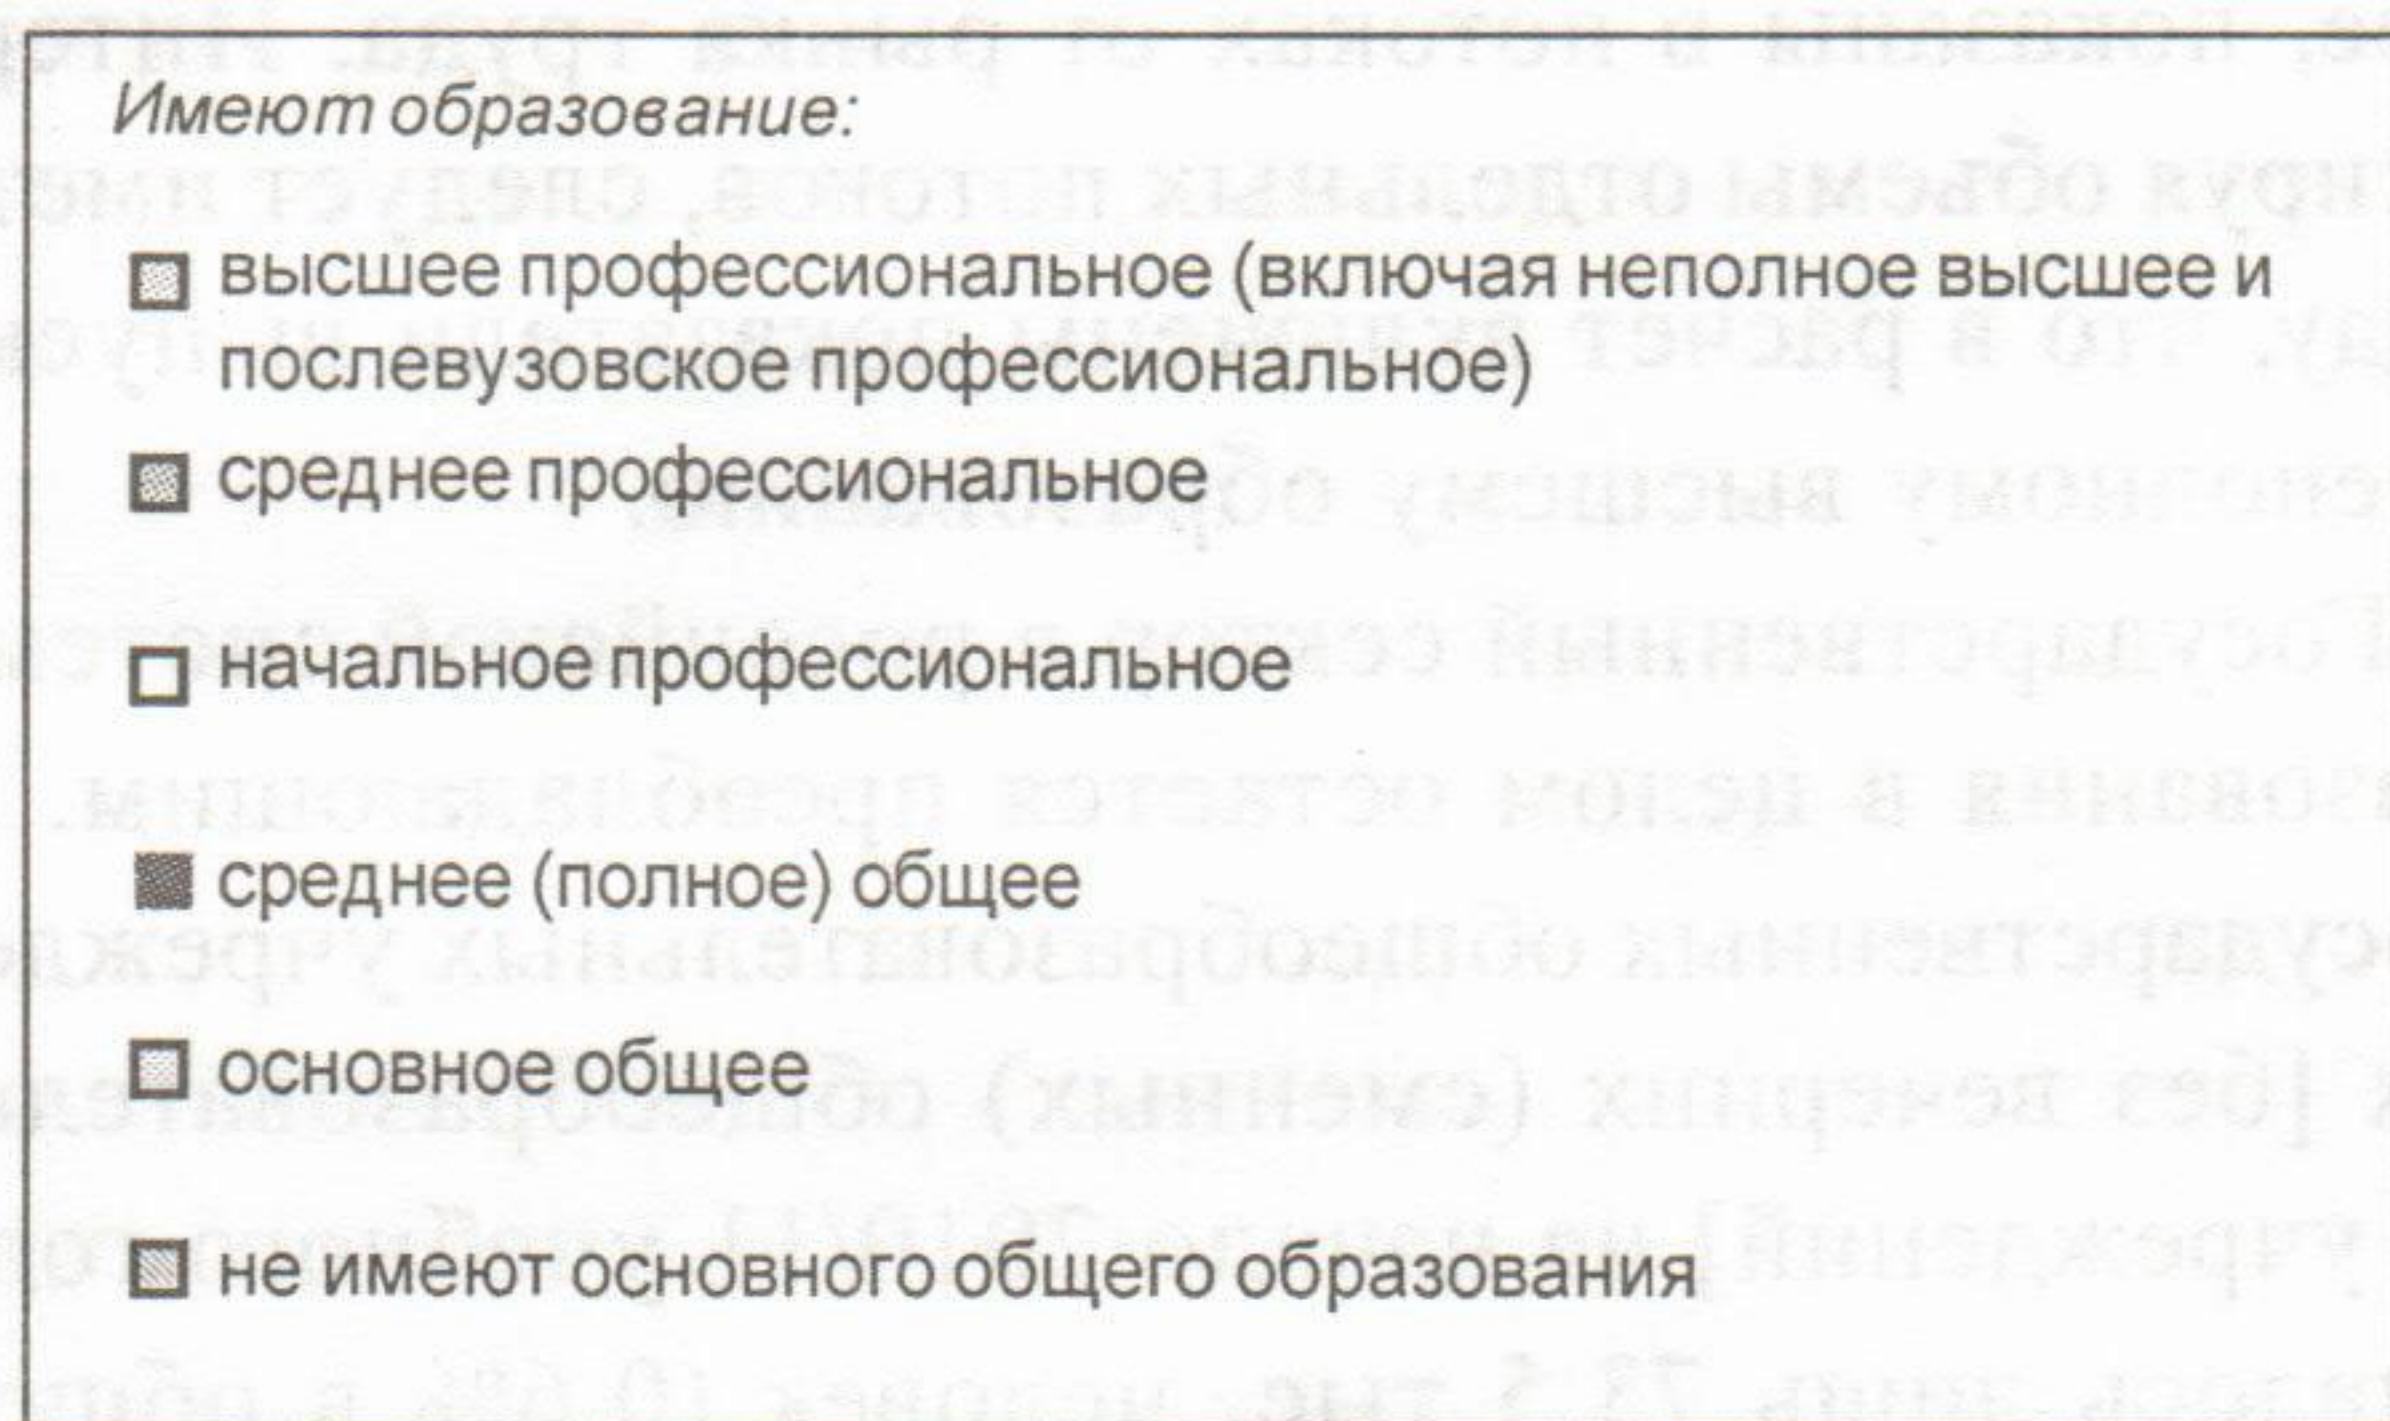 Имеют образование:
высшее профессиональное (включая неполное высшее и
послевузовское профессиональное)
среднее профессиональное
начальное профессиональное
среднее (полное) общее
основное общее
не имеют основного общего образования